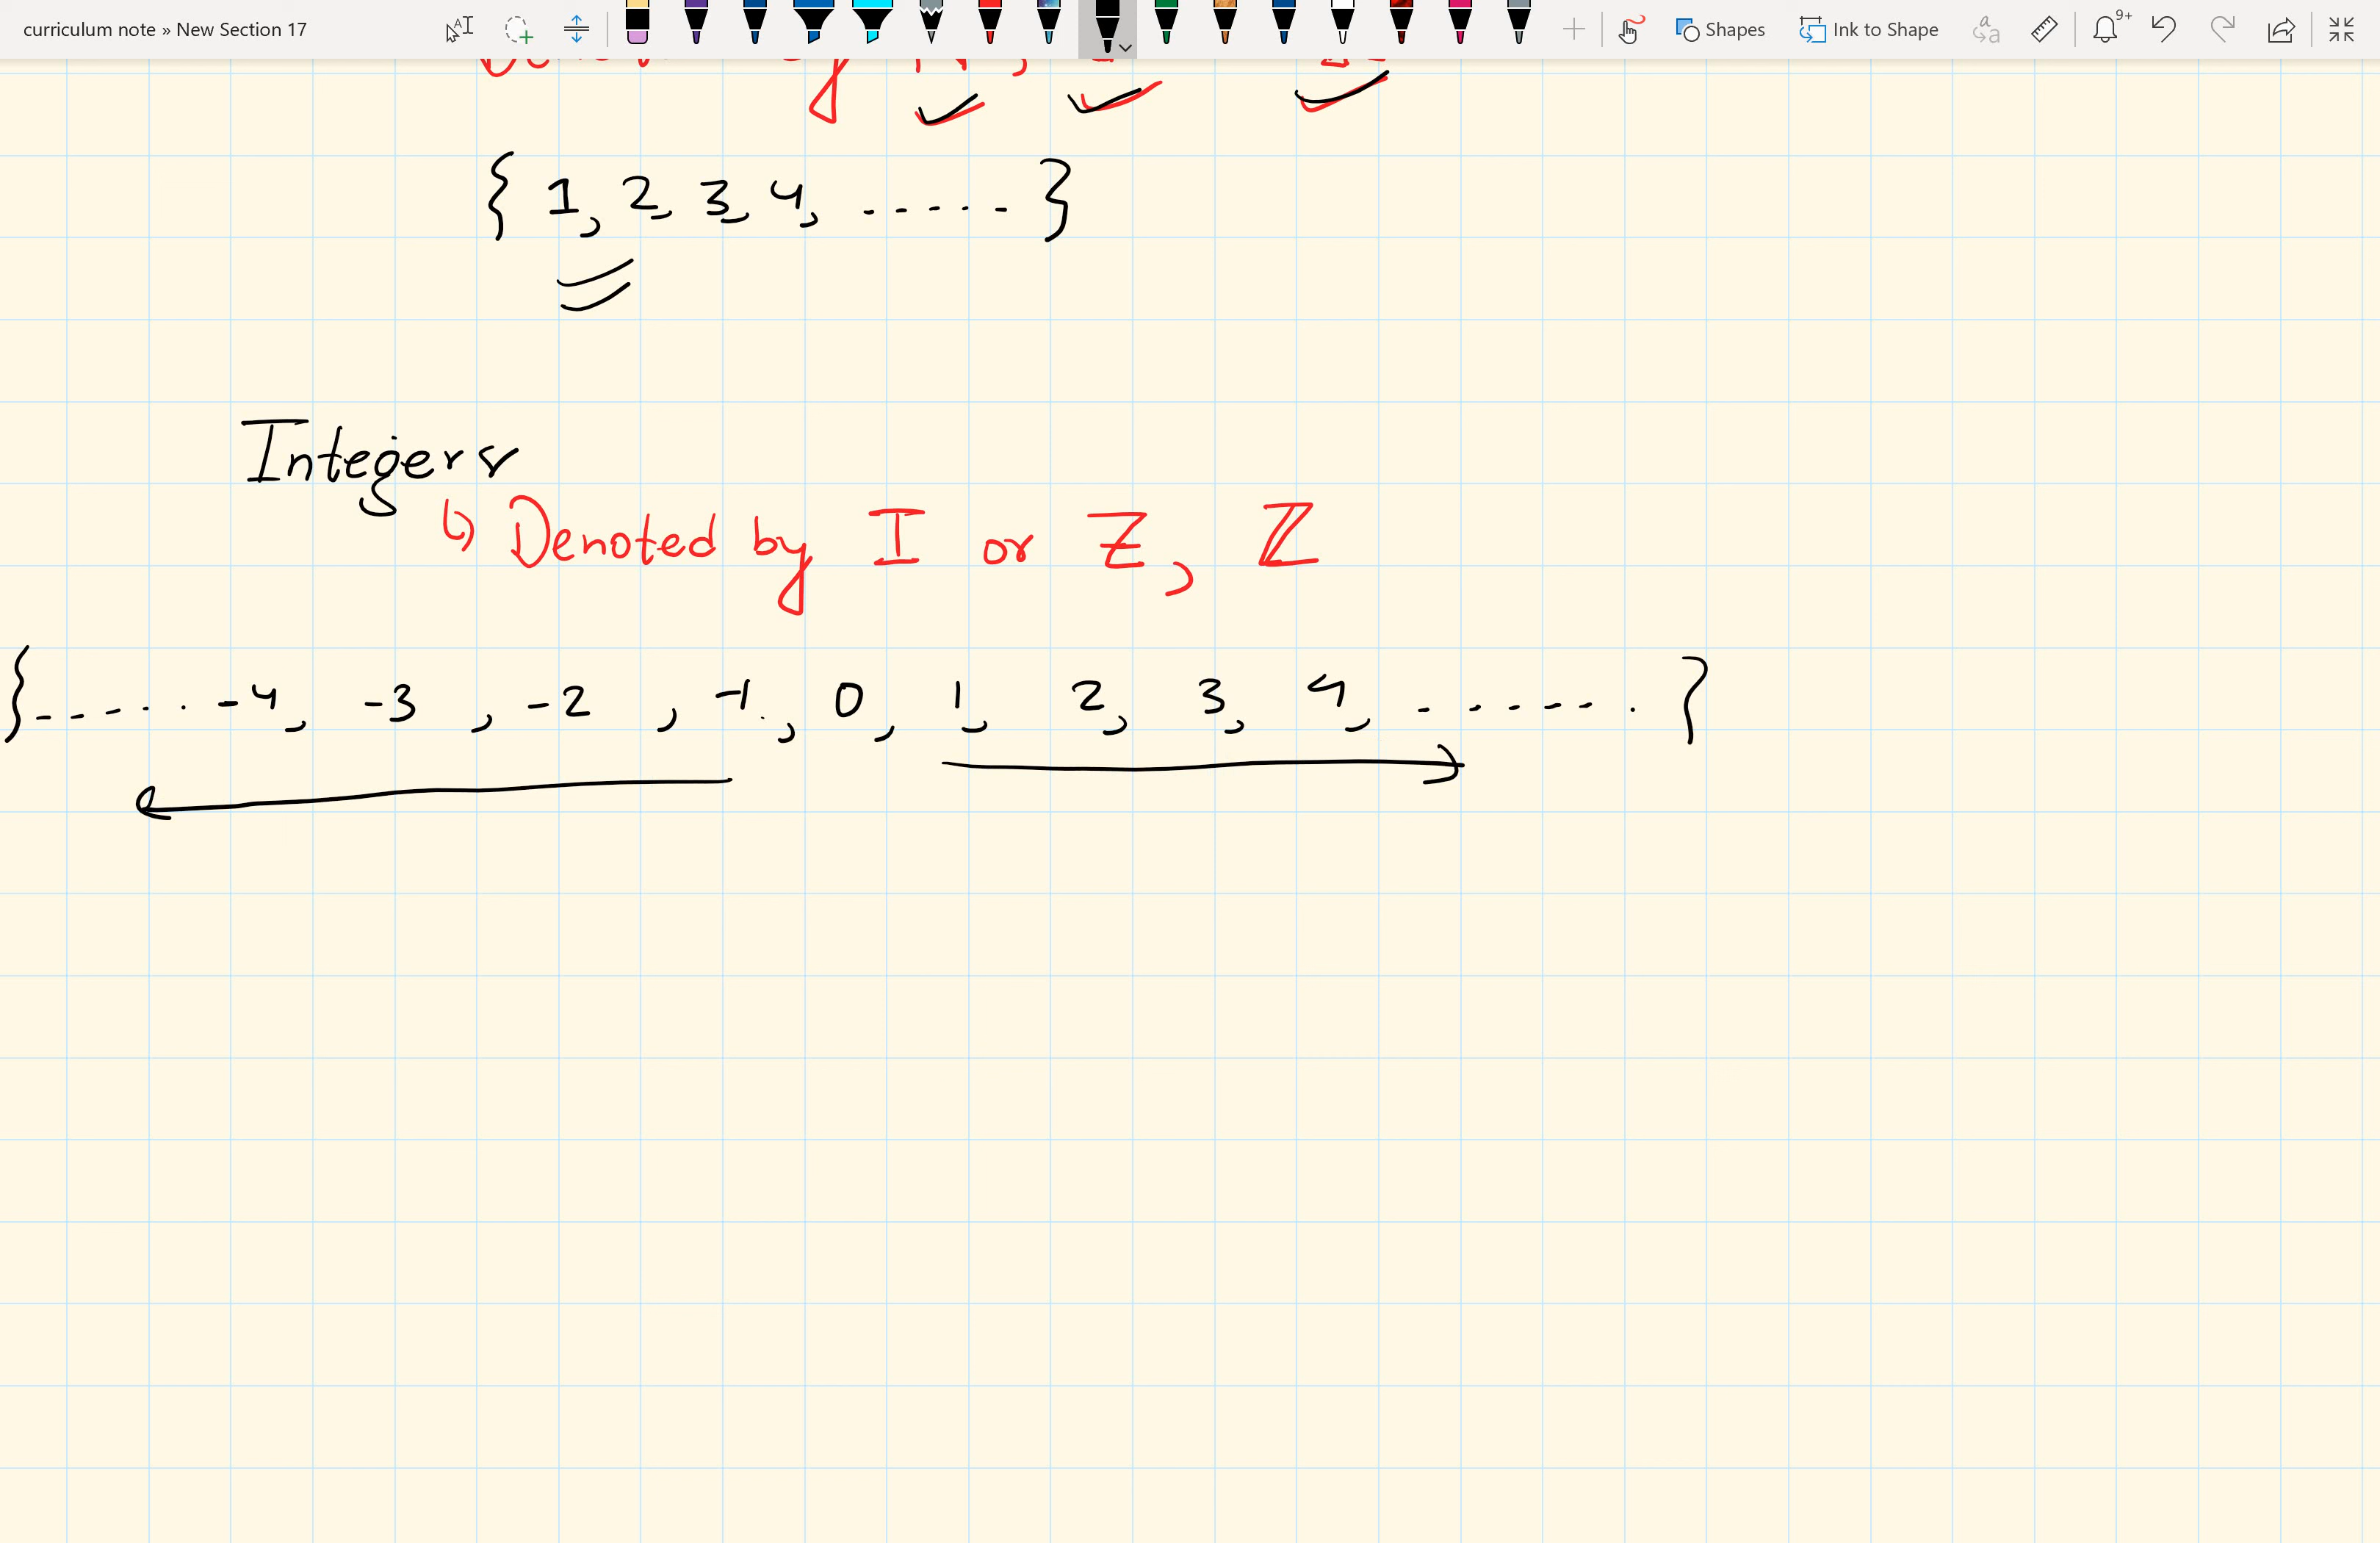 curriculum note » New Section 17
Shapes
Ink to Shape
9+
{ 1, 2, 3, 4, ..... }
Integers
Denoted by I or Z, ℤ
{ ..... -4, -3, -2, -1, 0, 1, 2, 3, 4, ...... }